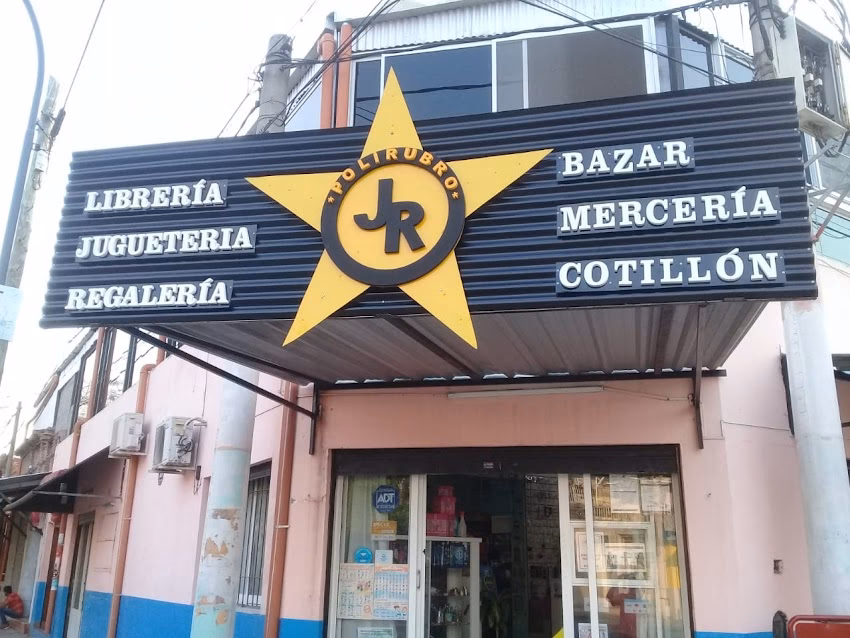 LIBRERÍA
JUGUETERIA
REGALERÍA
POLIRUBRO
JR
BAZAR
MERCERÍA
COTILLÓN
ADT